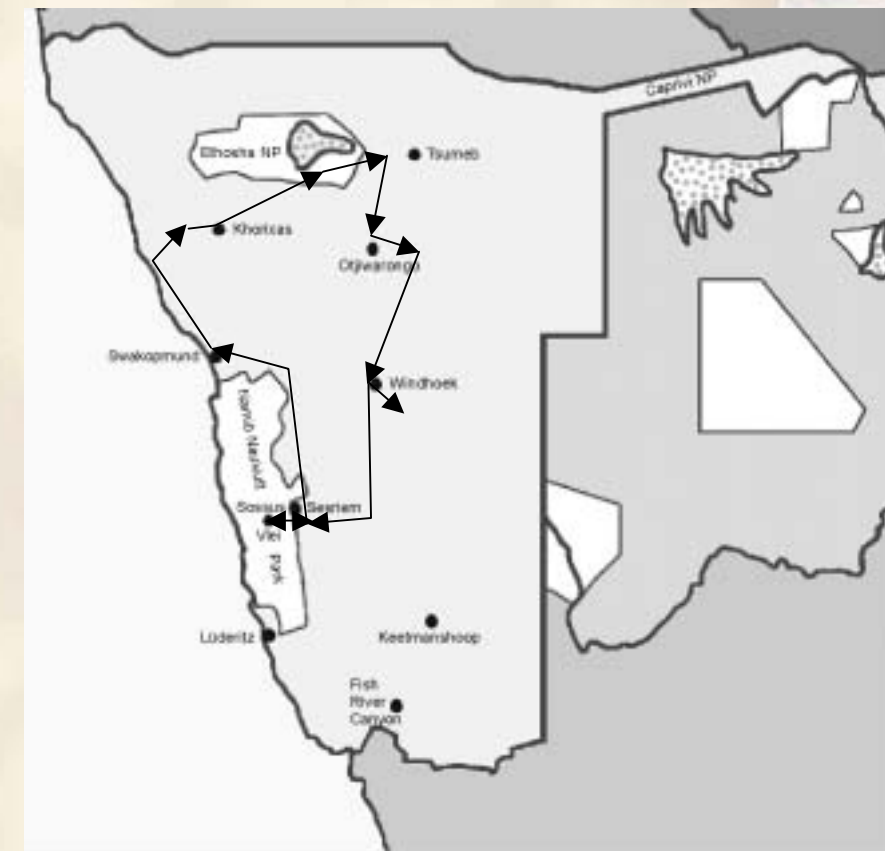 Caprivi NP
Ethosha NP
Tsumeb
Khorixas
Otjiwarongo
Swakopmund
Windhoek
Namib Naukluft
Park
Sossus
Vlei
Sesriem
Lüderitz
Keetmanshoop
Fish
River
Canyon